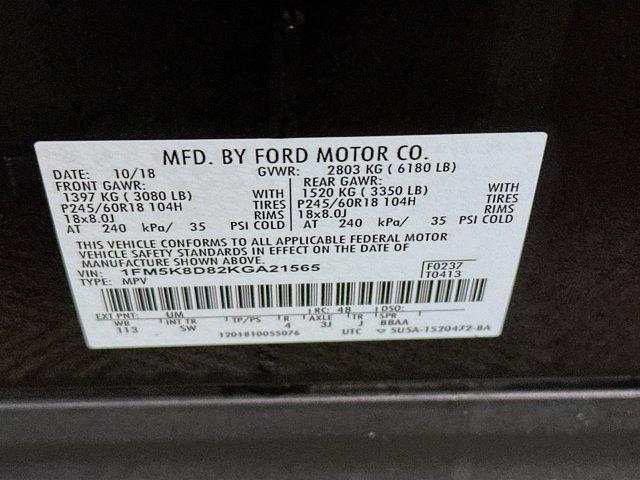 MFD. BY FORD MOTOR CO.
DATE: 10/18 GVWR: 2803 KG ( 6180 LB)
FRONT GAWR: REAR GAWR:
1397 KG ( 3080 LB) WITH 1520 KG ( 3350 LB) WITH
P245/60R18 104H TIRES P245/60R18 104H TIRES
18x8.0J RIMS 18x8.0J RIMS
AT 240 kPa/ 35 PSI COLD AT 240 kPa/ 35 PSI COLD
THIS VEHICLE CONFORMS TO ALL APPLICABLE FEDERAL MOTOR
VEHICLE SAFETY STANDARDS IN EFFECT ON THE DATE OF
MANUFACTURE SHOWN ABOVE.
VIN: 1FM5K8D82KGA21565 F0237
TYPE: MPV T0413
EXT PNT: UM RC: 48 DSO:
WB INT TR TP/PS R AXLE TR SPR
113 SW 4 3J J BBAA
1201810055076 UTC 5U5A-1520472-BA